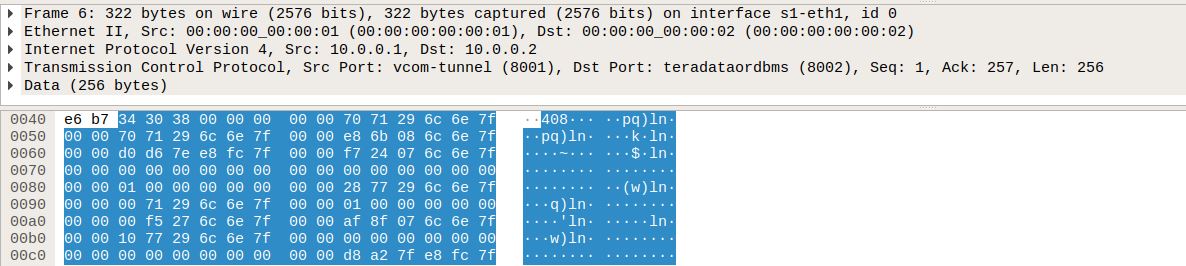 Frame 6: 322 bytes on wire (2576 bits), 322 bytes captured (2576 bits) on interface s1-eth1, id 0
Ethernet II, Src: 00:00:00_00:00:01 (00:00:00:00:00:01), Dst: 00:00:00_00:00:02 (00:00:00:00:00:02)
Internet Protocol Version 4, Src: 10.0.0.1, Dst: 10.0.0.2
Transmission Control Protocol, Src Port: vcom-tunnel (8001), Dst Port: teradataordbms (8002), Seq: 1, Ack: 257, Len: 256
Data (256 bytes)
0040 e6 b7 34 30 38 00 00 00 00 00 70 71 29 6c 6e 7f ··408··· ··pq)ln·
0050 00 00 70 71 29 6c 6e 7f 00 00 e8 6b 08 6c 6e 7f ··pq)ln· ···k·ln·
0060 00 00 d0 d6 7e e8 fc 7f 00 00 f7 24 07 6c 6e 7f ····~··· ···$·ln·
0070 00 00 00 00 00 00 00 00 00 00 00 00 00 00 00 00 ········ ········
0080 00 00 01 00 00 00 00 00 00 00 28 77 29 6c 6e 7f ········ ··(w)ln·
0090 00 00 00 71 29 6c 6e 7f 00 00 01 00 00 00 00 00 ···q)ln· ········
00a0 00 00 00 f5 27 6c 6e 7f 00 00 af 8f 07 6c 6e 7f ····'ln· ·····ln·
00b0 00 00 10 77 29 6c 6e 7f 00 00 00 00 00 00 00 00 ···w)ln· ········
00c0 00 00 00 00 00 00 00 00 00 00 d8 a2 7f e8 fc 7f ········ ········